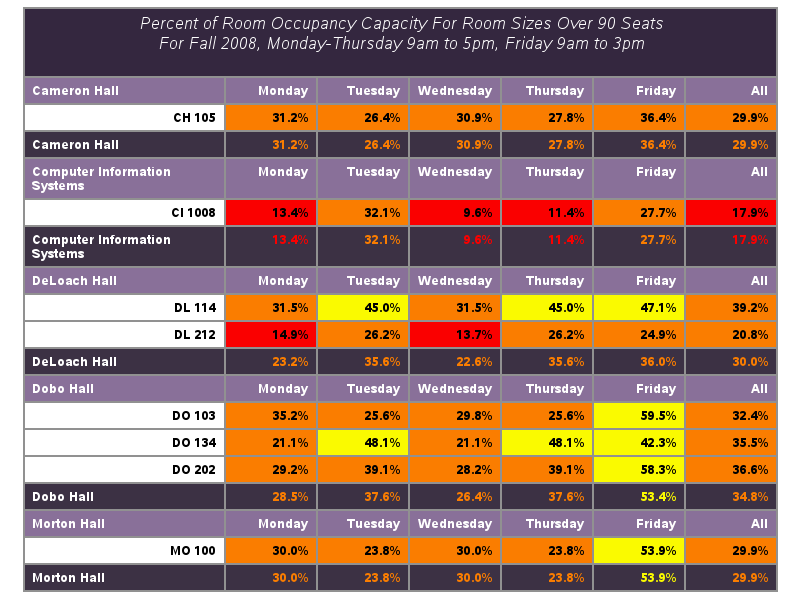 Percent of Room Occupancy Capacity For Room Sizes Over 90 Seats
For Fall 2008, Monday-Thursday 9am to 5pm, Friday 9am to 3pm
Cameron Hall Monday Tuesday Wednesday Thursday Friday All
CH 105 31.2% 26.4% 30.9% 27.8% 36.4% 29.9%
Cameron Hall 31.2% 26.4% 30.9% 27.8% 36.4% 29.9%
Computer Information Monday Tuesday Wednesday Thursday Friday All
Systems
CI 1008 13.4% 32.1% 9.6% 11.4% 27.7% 17.9%
Computer Information 13.4% 32.1% 9.6% 11.4% 27.7% 17.9%
Systems
DeLoach Hall Monday Tuesday Wednesday Thursday Friday All
DL 114 31.5% 45.0% 31.5% 45.0% 47.1% 39.2%
DL 212 14.9% 26.2% 13.7% 26.2% 24.9% 20.8%
DeLoach Hall 23.2% 35.6% 22.6% 35.6% 36.0% 30.0%
Dobo Hall Monday Tuesday Wednesday Thursday Friday All
DO 103 35.2% 25.6% 29.8% 25.6% 59.5% 32.4%
DO 134 21.1% 48.1% 21.1% 48.1% 42.3% 35.5%
DO 202 29.2% 39.1% 28.2% 39.1% 58.3% 36.6%
Dobo Hall 28.5% 37.6% 26.4% 37.6% 53.4% 34.8%
Morton Hall Monday Tuesday Wednesday Thursday Friday All
MO 100 30.0% 23.8% 30.0% 23.8% 53.9% 29.9%
Morton Hall 30.0% 23.8% 30.0% 23.8% 53.9% 29.9%